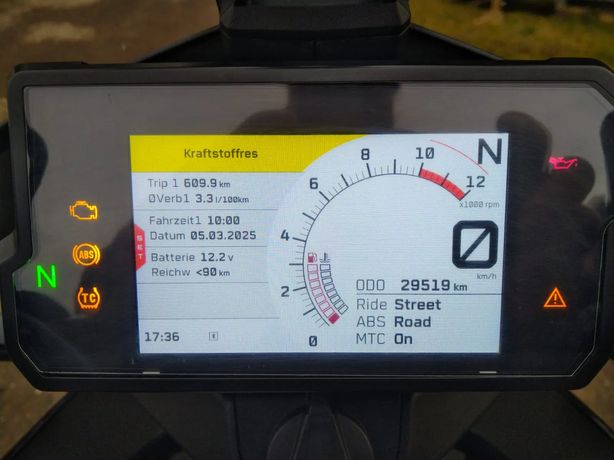 Kraftstoffres
Trip 1 609.9 km
ØVerb1 3.3 l/100km
Fahrzeit1 10:00
Datum 05.03.2025
Batterie 12.2 v
Reichw <90 km
SET
17:36
0
2
4
6
8
10
12
x1000 rpm
N
0
km/h
ODO 29519 km
Ride Street
ABS Road
MTC On
ABS
N
TC